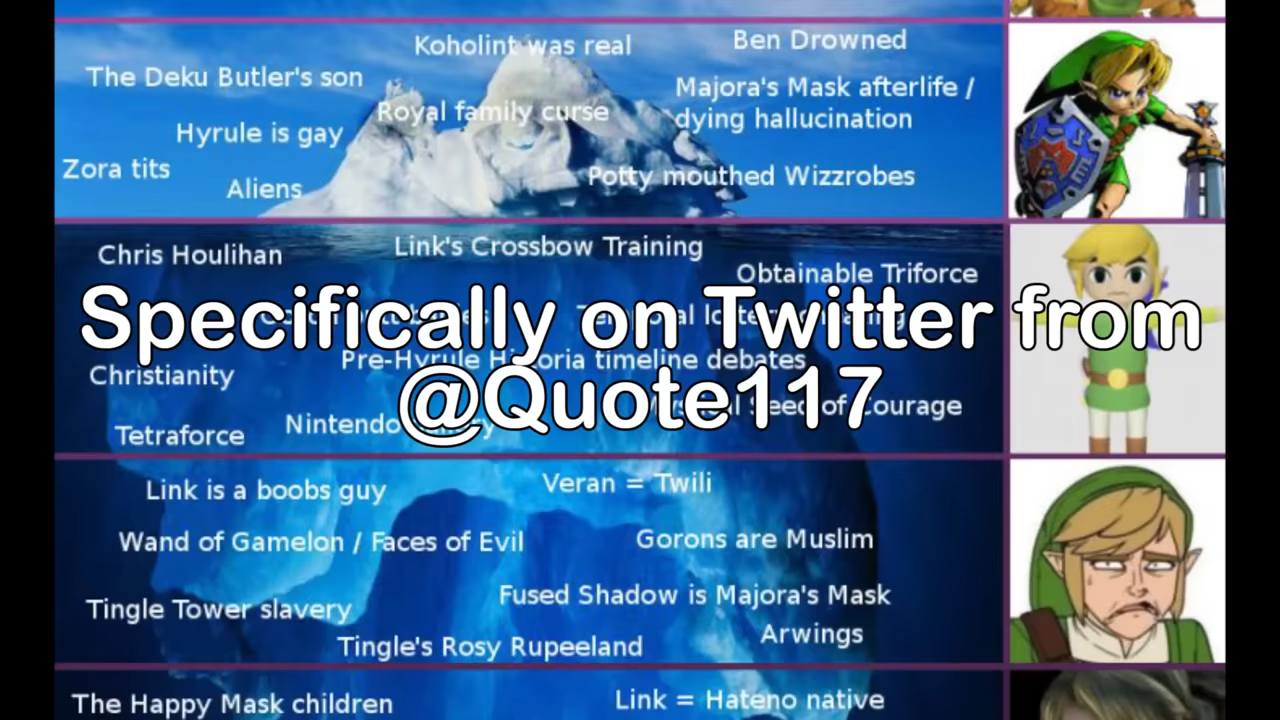 Koholint was real
Ben Drowned
The Deku Butler's son
Majora's Mask afterlife /
dying hallucination
Royal family curse
Hyrule is gay
Zora tits
Potty mouthed Wizzrobes
Aliens
Chris Houlihan
Link's Crossbow Training
Obtainable Triforce
Specifically on Twitter from
@Quote117
Pre-Hyrule Historia timeline debates
Christianity
Seed of Courage
Nintendo
Tetraforce
Link is a boobs guy
Veran = Twili
Wand of Gamelon / Faces of Evil
Gorons are Muslim
Fused Shadow is Majora's Mask
Tingle Tower slavery
Arwings
Tingle's Rosy Rupeeland
The Happy Mask children
Link = Hateno native